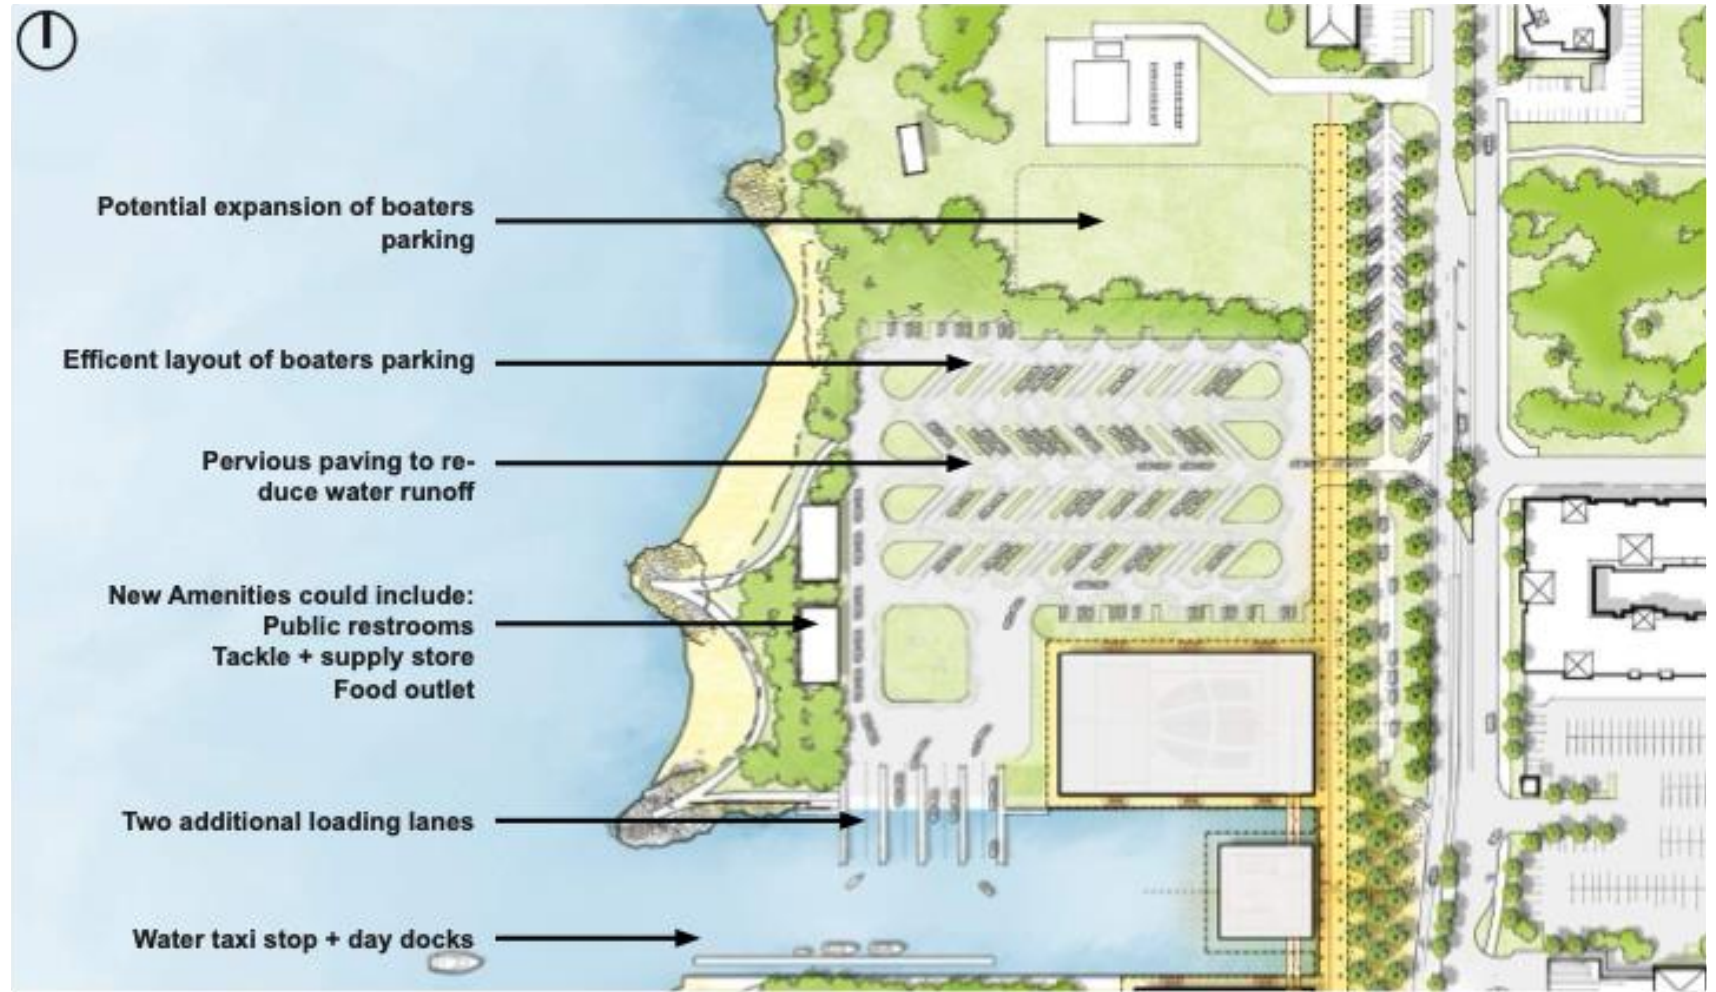 Potential expansion of boaters
parking
Efficent layout of boaters parking
Pervious paving to re-
duce water runoff
New Amenities could include:
Public restrooms
Tackle + supply store
Food outlet
Two additional loading lanes
Water taxi stop + day docks